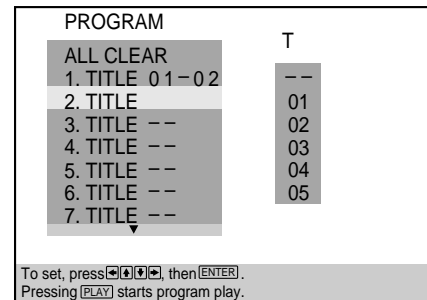 PROGRAM
T
ALL CLEAR
1. TITLE 01–02
2. TITLE
3. TITLE – –
4. TITLE – –
5. TITLE – –
6. TITLE – –
7. TITLE – –
– –
01
02
03
04
05
To set, press ←↑↓→, then ENTER.
Pressing PLAY starts program play.